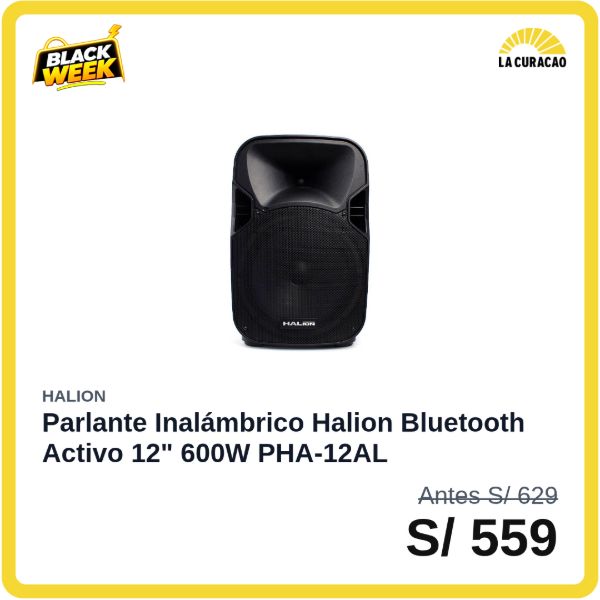 BLACK
WEEK
LA CURACAO
HALION
HALION
Parlante Inalámbrico Halion Bluetooth
Activo 12" 600W PHA-12AL
Antes S/ 629
S/ 559